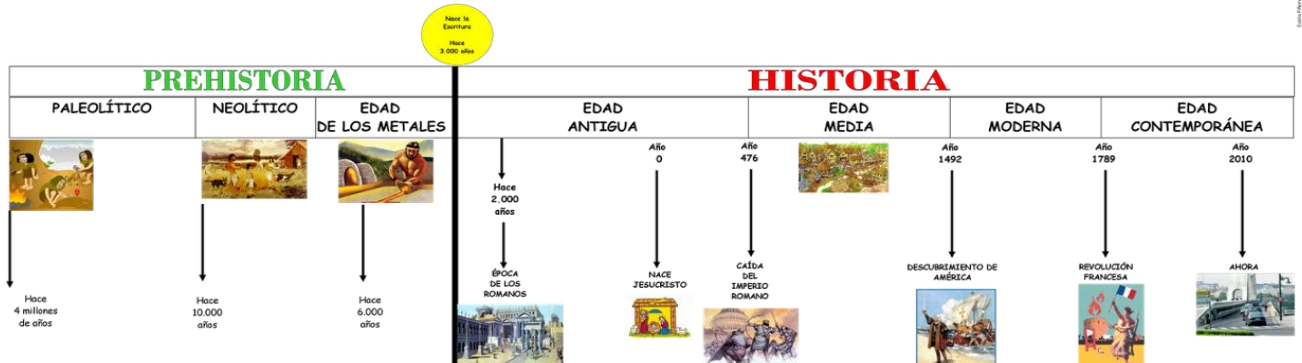 Nace la
Escritura
Hace
3.000 años
PREHISTORIA
HISTORIA
PALEOLÍTICO
NEOLÍTICO
EDAD
DE LOS METALES
EDAD
ANTIGUA
EDAD
MEDIA
EDAD
MODERNA
EDAD
CONTEMPORÁNEA
Año
0
Año
476
Año
1492
Año
1789
Año
2010
Hace
2.000
años
Hace
4 millones
de años
Hace
10.000
años
Hace
6.000
años
ÉPOCA
DE LOS
ROMANOS
NACE
JESUCRISTO
CAÍDA
DEL
IMPERIO
ROMANO
DESCUBRIMIENTO DE
AMÉRICA
REVOLUCIÓN
FRANCESA
AHORA